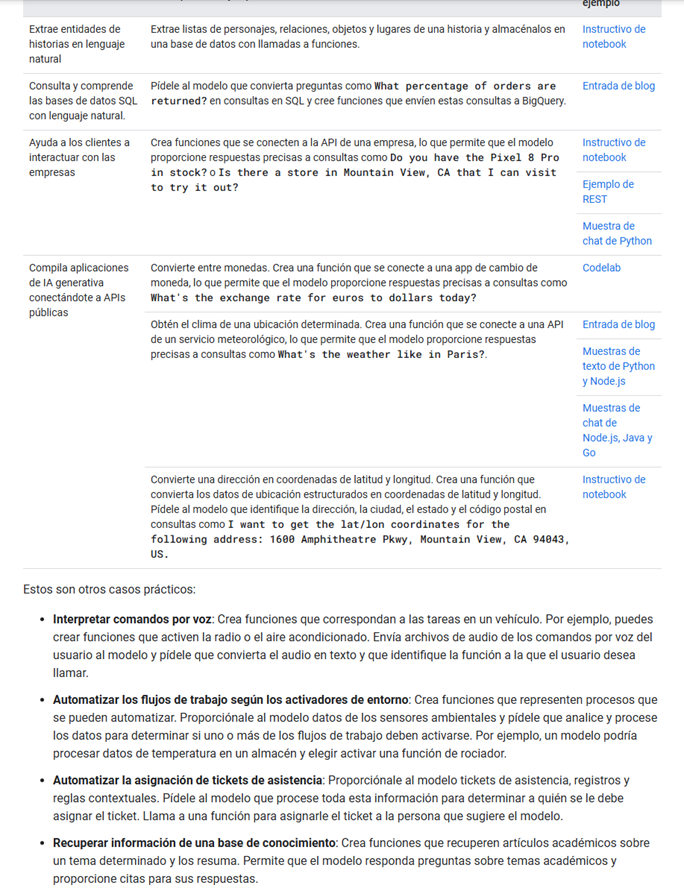 ejemplo
Extrae entidades de
historias en lenguaje
natural
Extrae listas de personajes, relaciones, objetos y lugares de una historia y almacénalos en
una base de datos con llamadas a funciones.
Instructivo de
notebook
Consulta y comprende
las bases de datos SQL
con lenguaje natural.
Pídele al modelo que convierta preguntas como What percentage of orders are
returned? en consultas en SQL y cree funciones que envíen estas consultas a BigQuery.
Entrada de blog
Ayuda a los clientes a
interactuar con las
empresas
Crea funciones que se conecten a la API de una empresa, lo que permite que el modelo
proporcione respuestas precisas a consultas como Do you have the Pixel 8 Pro
in stock? o Is there a store in Mountain View, CA that I can visit
to try it out?
Instructivo de
notebook
Ejemplo de
REST
Muestra de
chat de Python
Compila aplicaciones
de IA generativa
conectándote a APIs
públicas
Convierte entre monedas. Crea una función que se conecte a una app de cambio de
moneda, lo que permite que el modelo proporcione respuestas precisas a consultas como
What's the exchange rate for euros to dollars today?
Codelab
Obtén el clima de una ubicación determinada. Crea una función que se conecte a una API
de un servicio meteorológico, lo que permite que el modelo proporcione respuestas
precisas a consultas como What's the weather like in Paris?.
Entrada de blog
Muestras de
texto de Python
y Node.js
Muestras de
chat de
Node.js, Java y
Go
Convierte una dirección en coordenadas de latitud y longitud. Crea una función que
convierta los datos de ubicación estructurados en coordenadas de latitud y longitud.
Pídele al modelo que identifique la dirección, la ciudad, el estado y el código postal en
consultas como I want to get the lat/lon coordinates for the
following address: 1600 Amphitheatre Pkwy, Mountain View, CA 94043,
US.
Instructivo de
notebook
Estos son otros casos prácticos:
• Interpretar comandos por voz: Crea funciones que correspondan a las tareas en un vehículo. Por ejemplo, puedes
crear funciones que activen la radio o el aire acondicionado. Envía archivos de audio de los comandos por voz del
usuario al modelo y pídele que convierta el audio en texto y que identifique la función a la que el usuario desea
llamar.
• Automatizar los flujos de trabajo según los activadores de entorno: Crea funciones que representen procesos que
se pueden automatizar. Proporciónale al modelo datos de los sensores ambientales y pídele que analice y procese
los datos para determinar si uno o más de los flujos de trabajo deben activarse. Por ejemplo, un modelo podría
procesar datos de temperatura en un almacén y elegir activar una función de rociador.
• Automatizar la asignación de tickets de asistencia: Proporciónale al modelo tickets de asistencia, registros y
reglas contextuales. Pídele al modelo que procese toda esta información para determinar a quién se le debe
asignar el ticket. Llama a una función para asignarle el ticket a la persona que sugiere el modelo.
• Recuperar información de una base de conocimiento: Crea funciones que recuperen artículos académicos sobre
un tema determinado y los resuma. Permite que el modelo responda preguntas sobre temas académicos y
proporcione citas para sus respuestas.